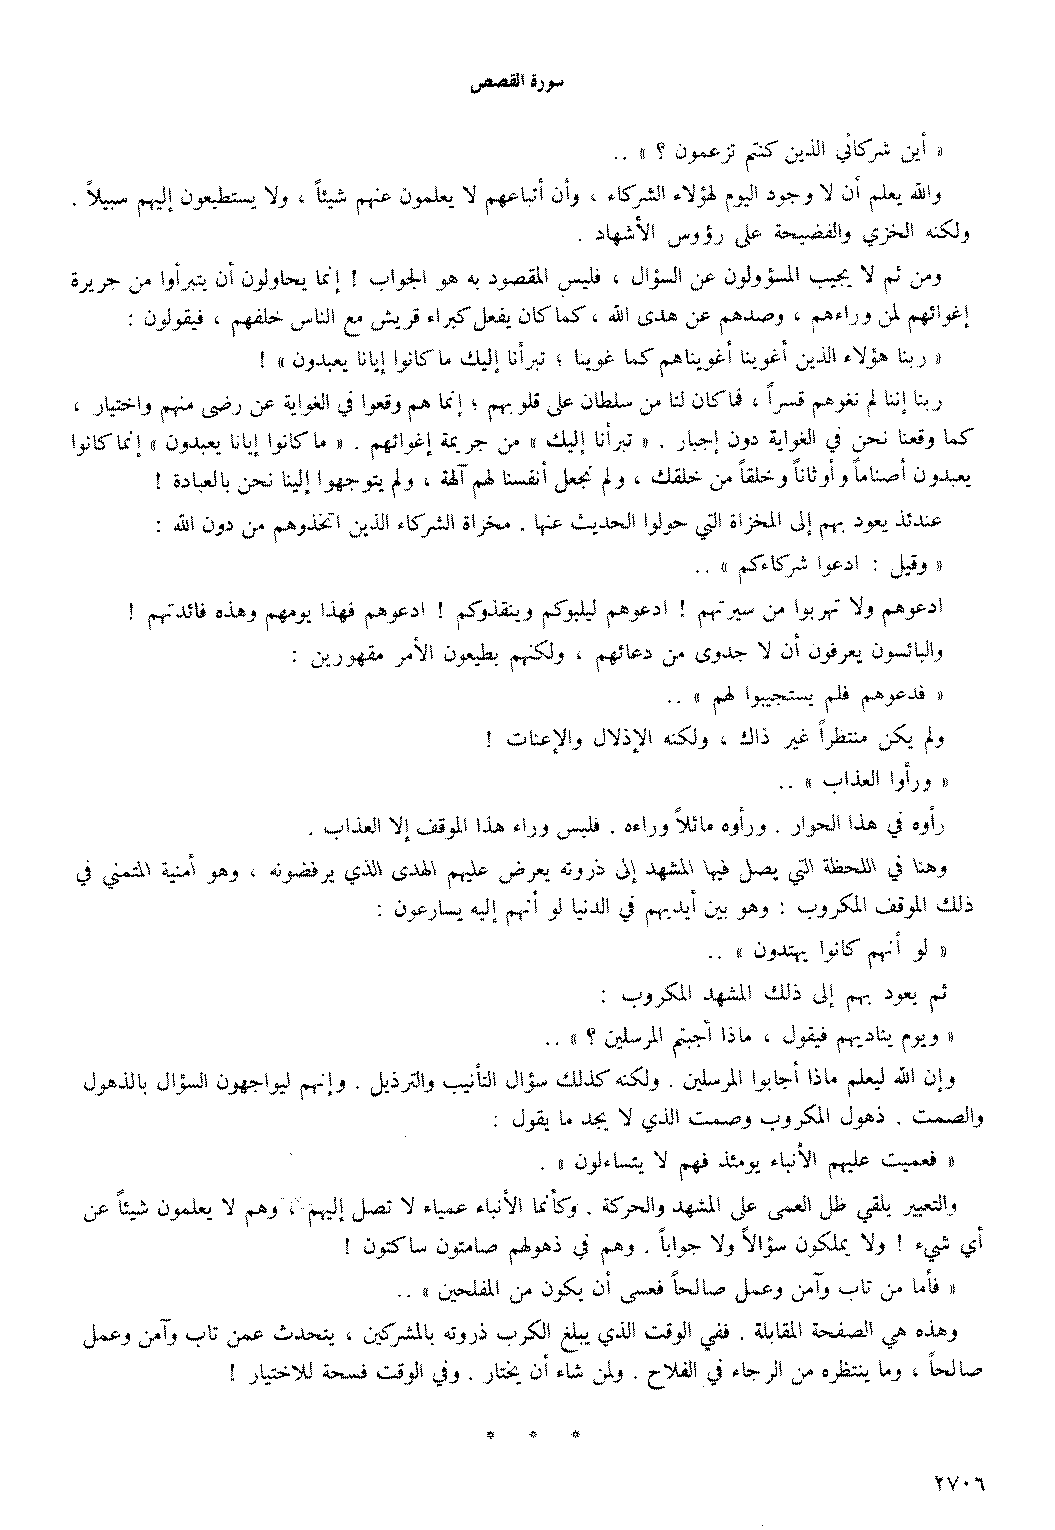 سورة القصص
« أين شركائي الذين كنتم تزعمون ؟ » ..
والله يعلم أن لا وجود اليوم لهؤلاء الشركاء ، وأن أتباعهم لا يعلمون عنهم شيئاً ، ولا يستطيعون إليهم سبيلاً .
ولكنه الخزي والفضيحة على رؤوس الأشهاد .
ومن ثم لا يجيب المسؤولون عن السؤال ، فليس المقصود به هو الجواب ! إنما يحاولون أن يتبرأوا من جريرة
إغوائهم لمن وراءهم ، وصدهم عن هدى الله ، كما كان يفعل كبراء قريش مع الناس خلفهم ، فيقولون :
« ربنا هؤلاء الذين أغوينا أغويناهم كما غوينا ؛ تبرأنا إليك ما كانوا إيانا يعبدون » !
ربنا إننا لم نغوهم قسراً ، فما كان لنا من سلطان على قلوبهم ؛ إنما هم وقعوا في الغواية عن رضى منهم واختيار ،
كما وقعنا نحن في الغواية دون إجبار . « تبرأنا إليك » من جريمة إغوائهم . « ما كانوا إيانا يعبدون » إنما كانوا
يعبدون أصناماً وأوثاناً وخلقاً من خلقك ، ولم نجعل أنفسنا لهم آلهة ، ولم يتوجهوا إلينا نحن بالعبادة !
عندئذ يعود بهم إلى المخزاة التي حولوا الحديث عنها . مخزاة الشركاء الذين اتخذوهم من دون الله :
« وقيل : ادعوا شركاءكم » ..
ادعوهم ولا تهربوا من سيرتهم ! ادعوهم ليلبوكم وينقذوكم ! ادعوهم فهذا يومهم وهذه فائدتهم !
والبائسون يعرفون أن لا جدوى من دعائهم ، ولكنهم يطيعون الأمر مقهورين :
« فدعوهم فلم يستجيبوا لهم » ..
ولم يكن منتظراً غير ذاك ، ولكنه الإذلال والإعنات !
« ورأوا العذاب » ..
رأوه في هذا الحوار . ورأوه ماثلاً وراءه . فليس وراء هذا الموقف إلا العذاب .
وهنا في اللحظة التي يصل فيها المشهد إلى ذروته يعرض عليهم الهدى الذي يرفضونه ، وهو أمنية المتمني في
ذلك الموقف المكروب : وهو بين أيديهم في الدنيا لو أنهم إليه يسارعون :
« لو أنهم كانوا يهتدون » ..
ثم يعود بهم إلى ذلك المشهد المكروب :
« ويوم يناديهم فيقول ، ماذا أجبتم المرسلين ؟ » ..
وإن الله ليعلم ماذا أجابوا المرسلين . ولكنه كذلك سؤال التأنيب والترذيل . وإنهم ليواجهون السؤال بالذهول
والصمت . ذهول المكروب وصمت الذي لا يجد ما يقول :
« فعميت عليهم الأنباء يومئذ فهم لا يتساءلون » .
والتعبير يلقي ظل العمى على المشهد والحركة . وكأنما الأنباء عمياء لا تصل إليهم ، وهم لا يعلمون شيئاً عن
أي شيء ! ولا يملكون سؤالاً ولا جواباً . وهم في ذهولهم صامتون ساكتون !
« فأما من تاب وآمن وعمل صالحاً فعسى أن يكون من المفلحين » ..
وهذه هي الصفحة المقابلة . ففي الوقت الذي يبلغ الكرب ذروته بالمشركين ، يتحدث عمن تاب وآمن وعمل
صالحاً ، وما ينتظره من الرجاء في الفلاح . ولمن شاء أن يختار . وفي الوقت فسحة للاختيار !
* * *
٢٧٠٦